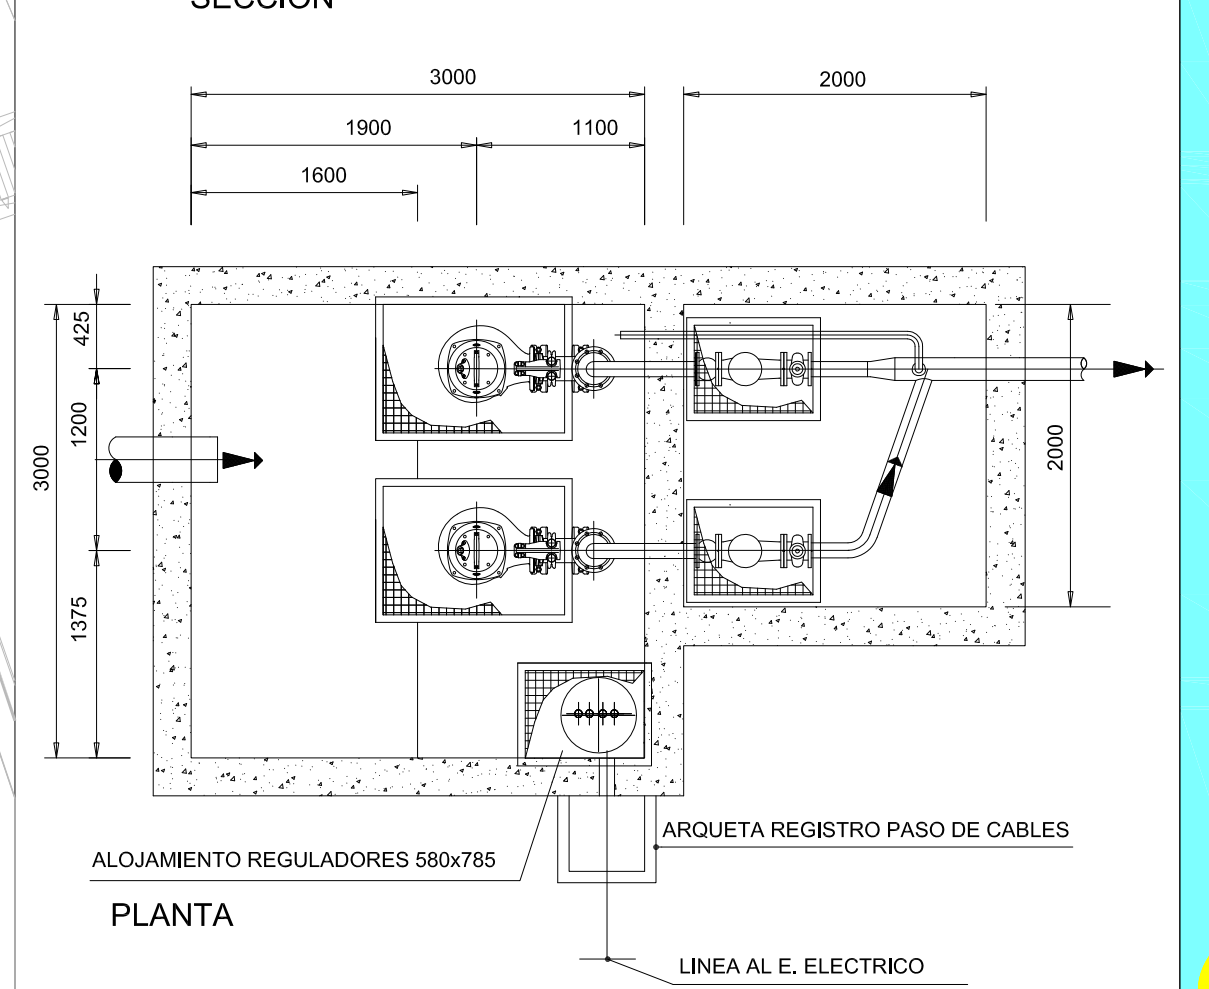 SECCION
3000
2000
1900
1100
1600
425
1200
3000
1375
2000
ARQUETA REGISTRO PASO DE CABLES
ALOJAMIENTO REGULADORES 580x785
PLANTA
LINEA AL E. ELECTRICO